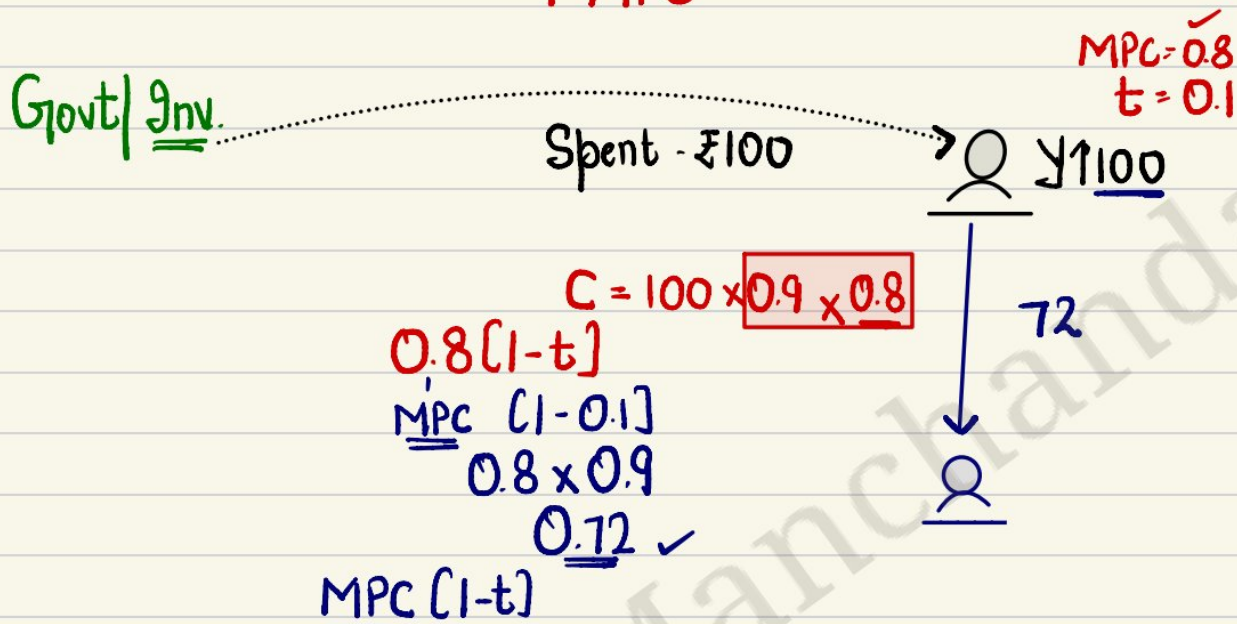 MPC = 0.8
t = 0.1
Govt | Inv.
Spent - ₹100
y↑100
C = 100 x 0.9 x 0.8
72
0.8 [1-t]
MPC [1-0.1]
0.8 x 0.9
0.72 ✓
MPC [1-t]
Manchanda